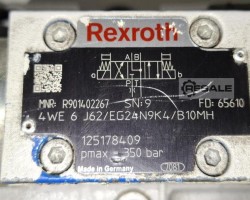 Rexroth
A B
P T
MNR: R901402267 SN: 9 FD: 65610
4WE 6 J62/EG24N9K4/B10MH
125178409
pmax = 350 bar
Made in Germany
RESALE